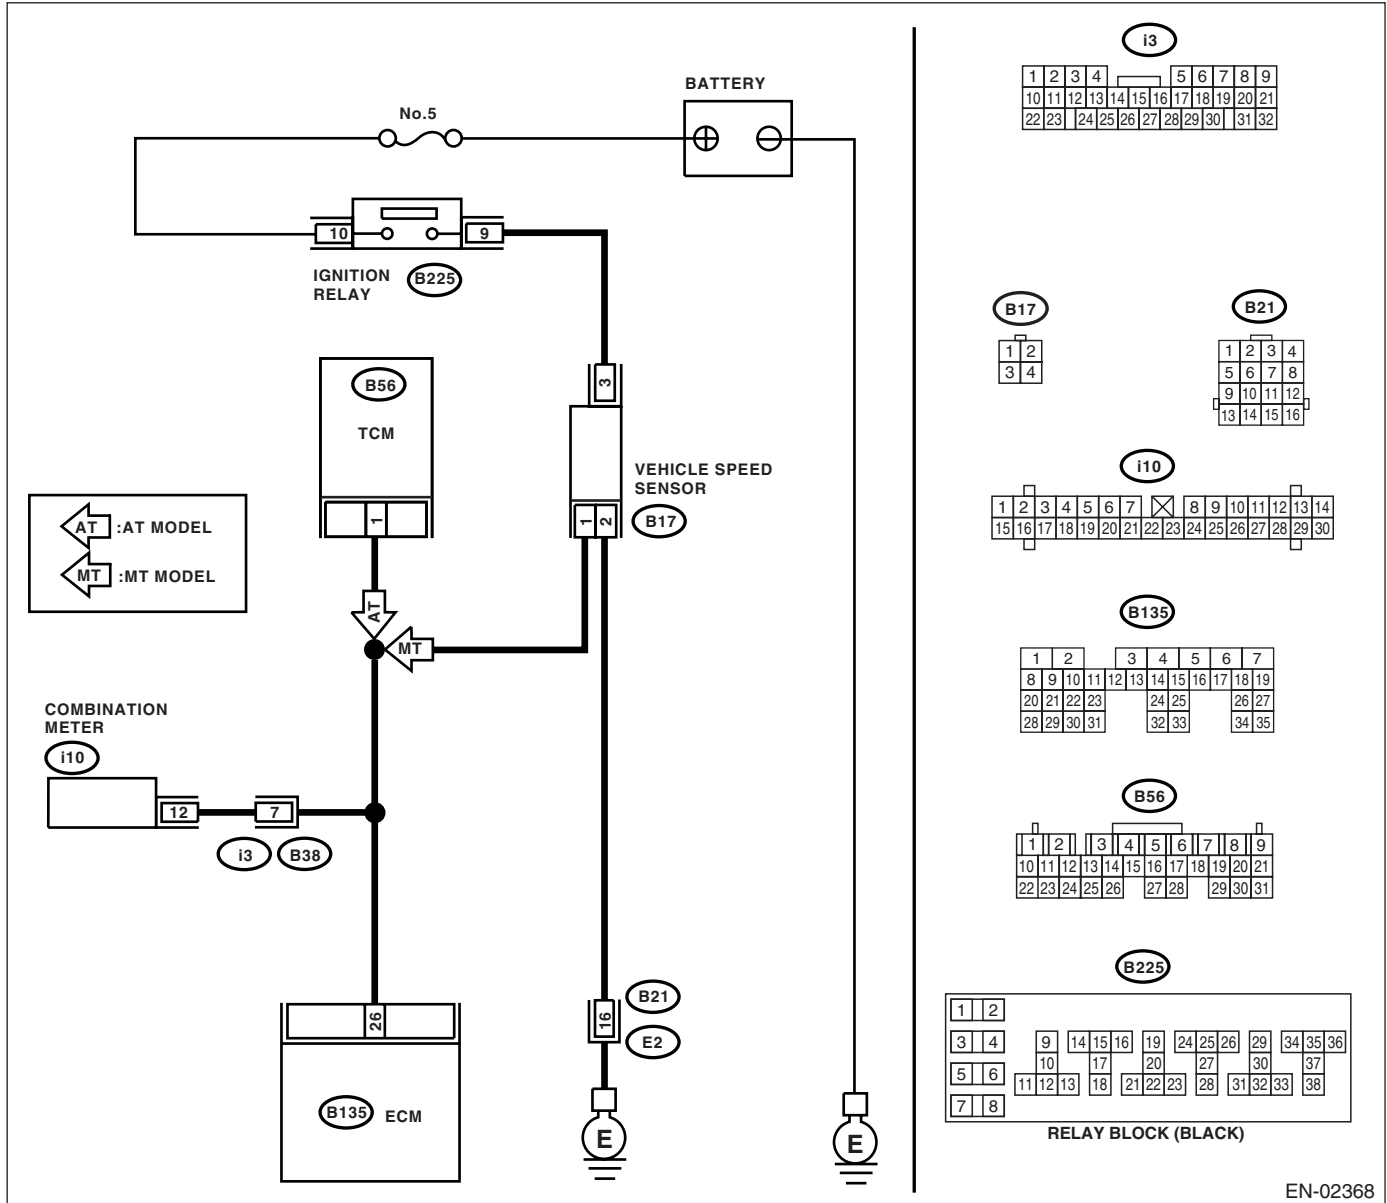 BATTERY
No.5
10
9
IGNITION
RELAY
B225
3
B56
TCM
1
VEHICLE SPEED
SENSOR
1 2
B17
AT :AT MODEL
MT :MT MODEL
AT
MT
COMBINATION
METER
i10
12
7
i3 B38
26
B135 ECM
B21
16
E2
E
E
i3
1 2 3 4 5 6 7 8 9
10 11 12 13 14 15 16 17 18 19 20 21
22 23 24 25 26 27 28 29 30 31 32
B17
1 2
3 4
B21
1 2 3 4
5 6 7 8
9 10 11 12
13 14 15 16
i10
1 2 3 4 5 6 7 8 9 10 11 12 13 14
15 16 17 18 19 20 21 22 23 24 25 26 27 28 29 30
B135
1 2 3 4 5 6 7
8 9 10 11 12 13 14 15 16 17 18 19
20 21 22 23 24 25 26 27
28 29 30 31 32 33 34 35
B56
1 2 3 4 5 6 7 8 9
10 11 12 13 14 15 16 17 18 19 20 21
22 23 24 25 26 27 28 29 30 31
B225
1 2
3 4 9 14 15 16 19 24 25 26 29 34 35 36
10 17 20 27 30 37
5 6 11 12 13 18 21 22 23 28 31 32 33 38
7 8
RELAY BLOCK (BLACK)
EN-02368